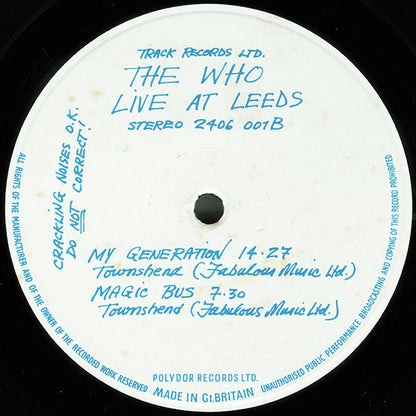 TRACK RECORDS LTD.
THE WHO
LIVE AT LEEDS
STEREO 2406 001B
CRACKLING NOISES O.K.
DO NOT CORRECT!
MY GENERATION 14.27
Townshend (Fabulous Music Ltd.)
MAGIC BUS 7.30
Townshend (Fabulous Music Ltd.)
POLYDOR RECORDS LTD.
MADE IN Gt.BRITAIN
ALL RIGHTS OF THE MANUFACTURER AND OF THE OWNER OF THE RECORDED WORK RESERVED
UNAUTHORISED PUBLIC PERFORMANCE BROADCASTING AND COPYING OF THIS RECORD PROHIBITED